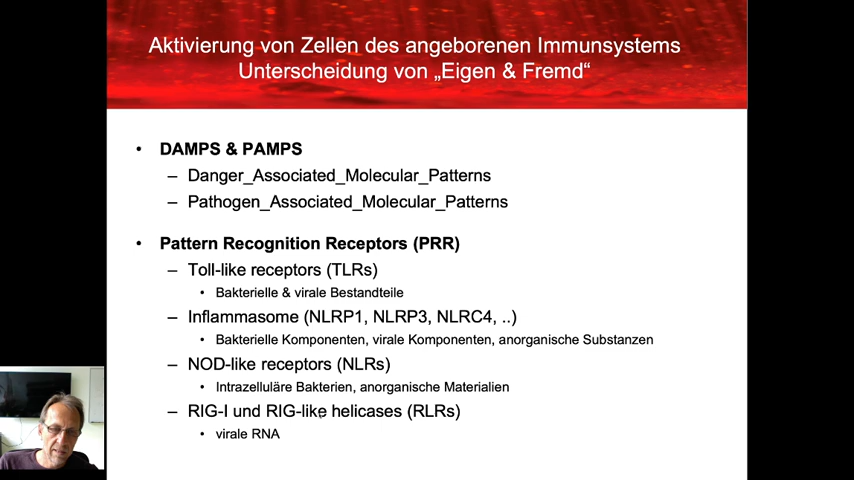 Aktivierung von Zellen des angeborenen Immunsystems
Unterscheidung von „Eigen & Fremd“
• DAMPS & PAMPS
– Danger_Associated_Molecular_Patterns
– Pathogen_Associated_Molecular_Patterns
• Pattern Recognition Receptors (PRR)
– Toll-like receptors (TLRs)
• Bakterielle & virale Bestandteile
– Inflammasome (NLRP1, NLRP3, NLRC4, ..)
• Bakterielle Komponenten, virale Komponenten, anorganische Substanzen
– NOD-like receptors (NLRs)
• Intrazelluläre Bakterien, anorganische Materialien
– RIG-I und RIG-like helicases (RLRs)
• virale RNA